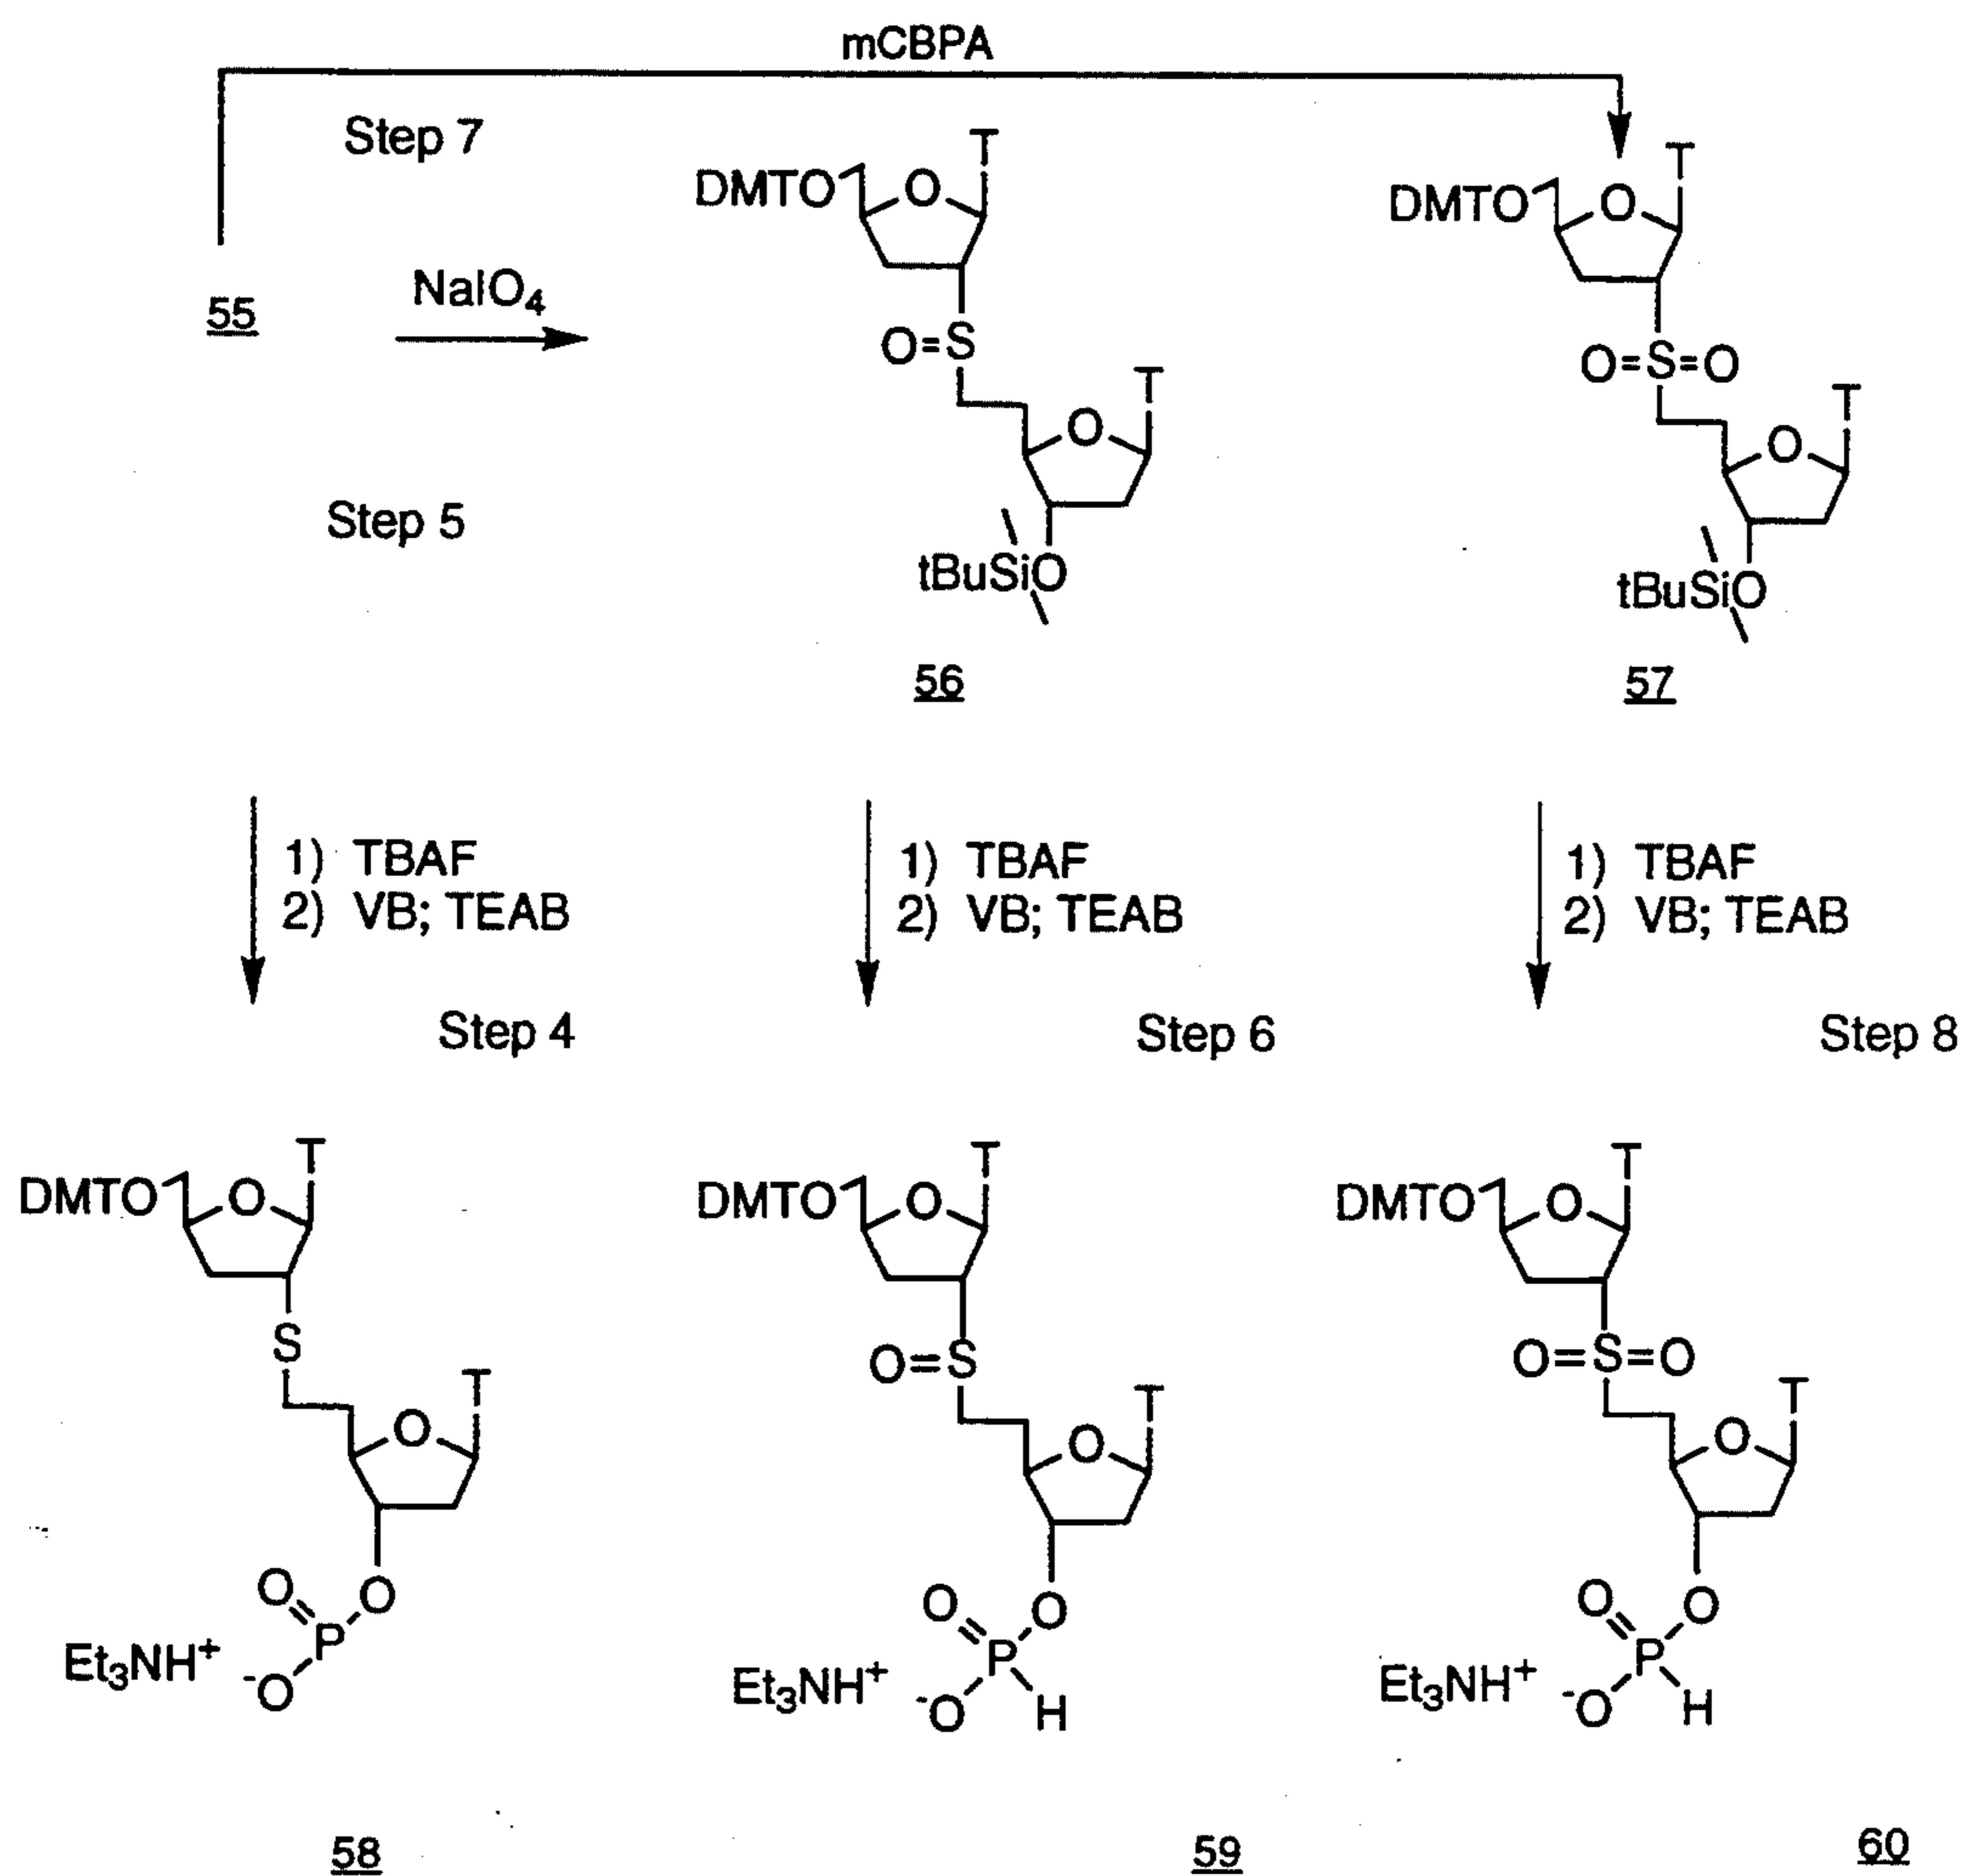 mCBPA
Step 7
55
NaIO4
Step 5
T
DMTO
O
O=S
T
O
tBuSiO
56
T
DMTO
O
O=S=O
T
O
tBuSiO
57
1) TBAF
2) VB; TEAB
Step 4
1) TBAF
2) VB; TEAB
Step 6
1) TBAF
2) VB; TEAB
Step 8
T
DMTO
O
S
T
O
O
O
P
Et3NH+
-O
58
T
DMTO
O
O=S
T
O
O
O
P
Et3NH+
-O
H
59
T
DMTO
O
O=S=O
T
O
O
O
P
Et3NH+
-O
H
60